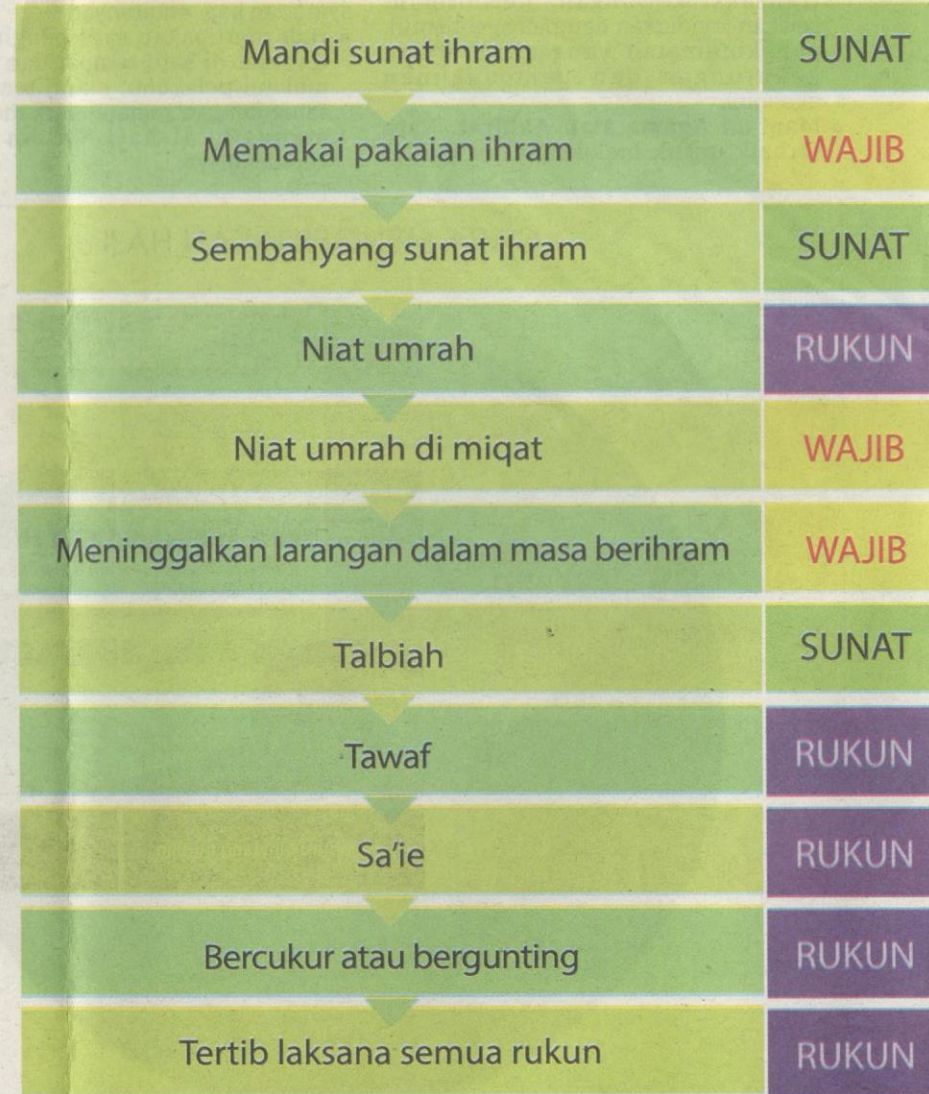 Mandi sunat ihram SUNAT
Memakai pakaian ihram WAJIB
Sembahyang sunat ihram SUNAT
Niat umrah RUKUN
Niat umrah di miqat WAJIB
Meninggalkan larangan dalam masa berihram WAJIB
Talbiah SUNAT
Tawaf RUKUN
Sa'ie RUKUN
Bercukur atau bergunting RUKUN
Tertib laksana semua rukun RUKUN